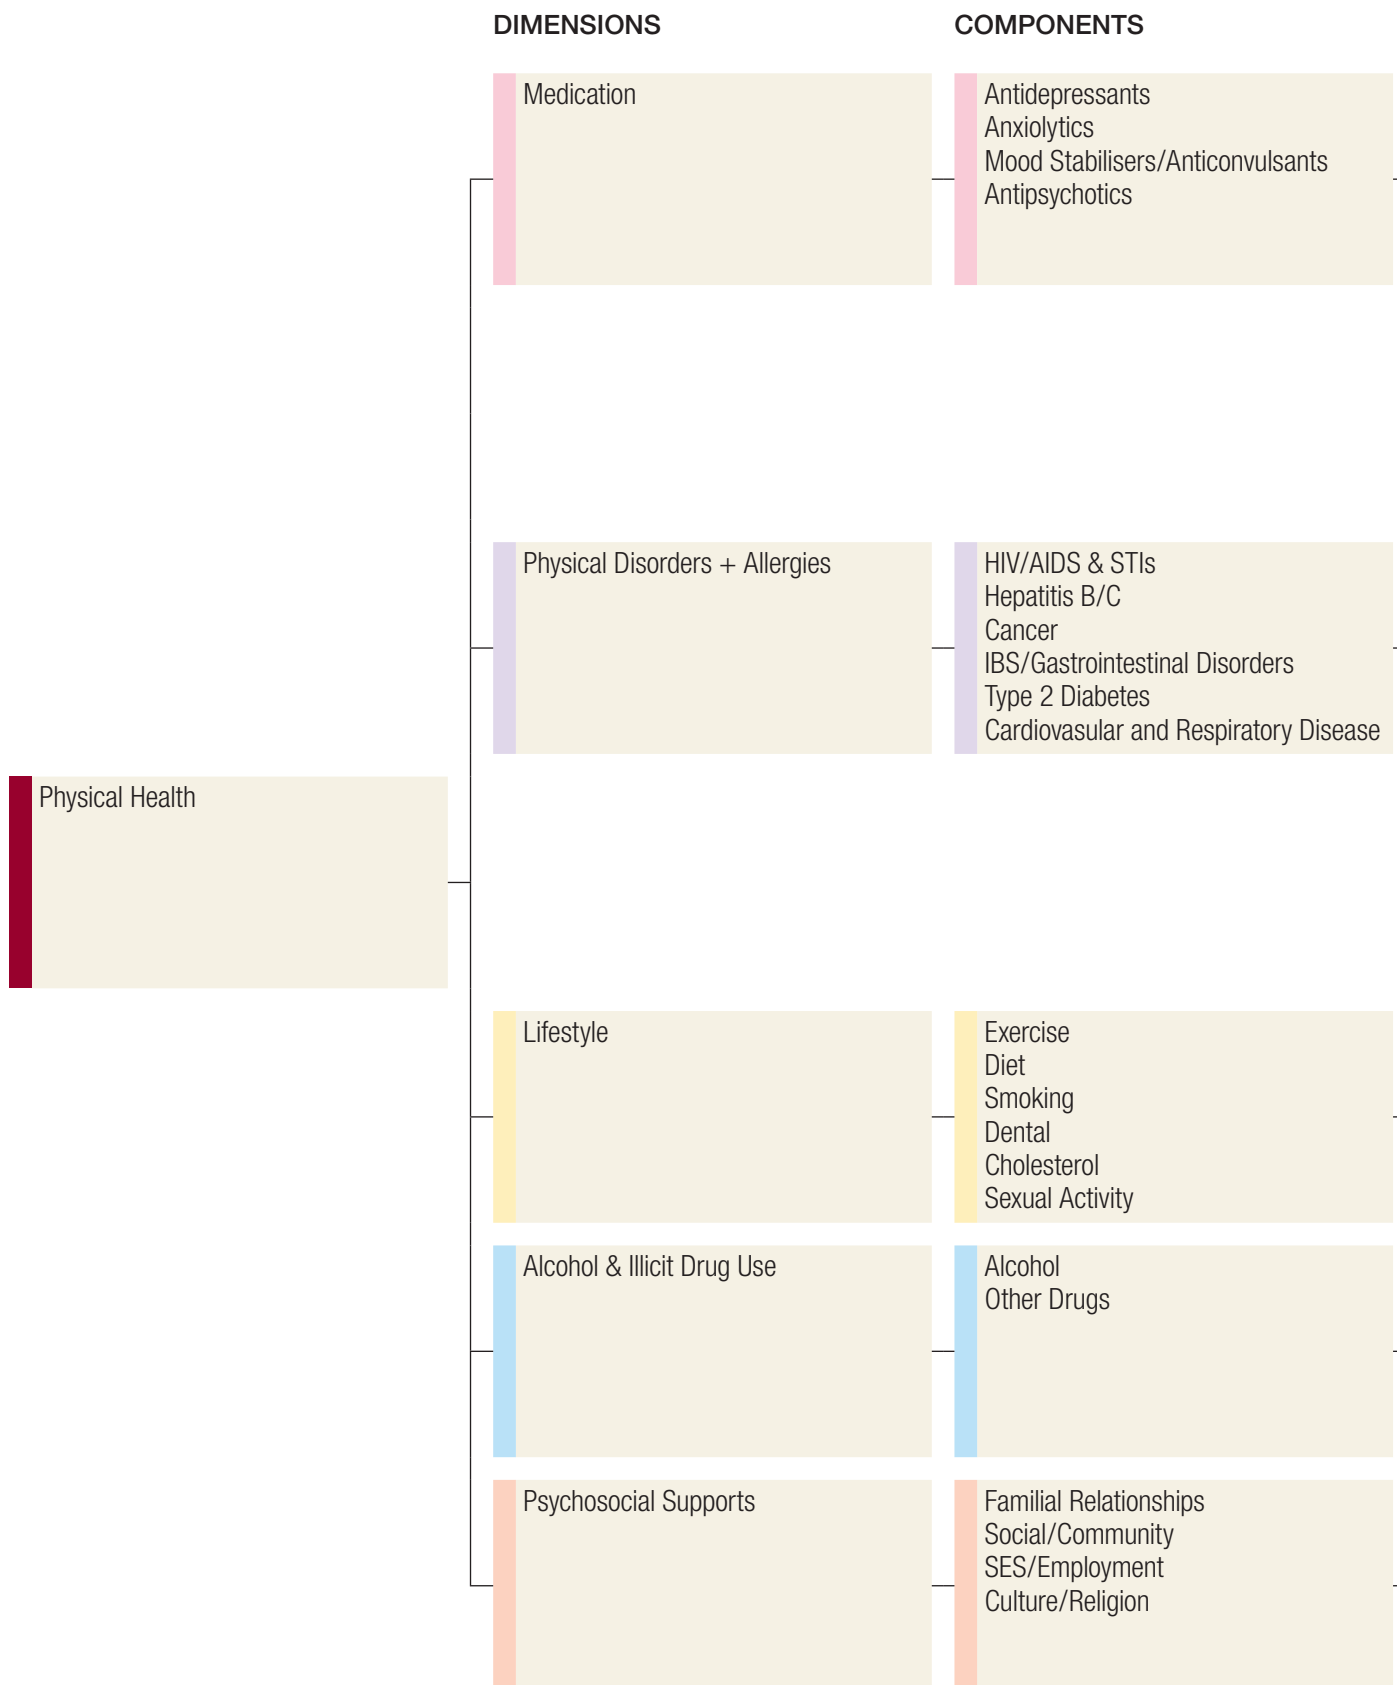 DIMENSIONS
COMPONENTS
Medication
Antidepressants
Anxiolytics
Mood Stabilisers/Anticonvulsants
Antipsychotics
Physical Disorders + Allergies
HIV/AIDS & STIs
Hepatitis B/C
Cancer
IBS/Gastrointestinal Disorders
Type 2 Diabetes
Cardiovasular and Respiratory Disease
Physical Health
Lifestyle
Exercise
Diet
Smoking
Dental
Cholesterol
Sexual Activity
Alcohol & Illicit Drug Use
Alcohol
Other Drugs
Psychosocial Supports
Familial Relationships
Social/Community
SES/Employment
Culture/Religion